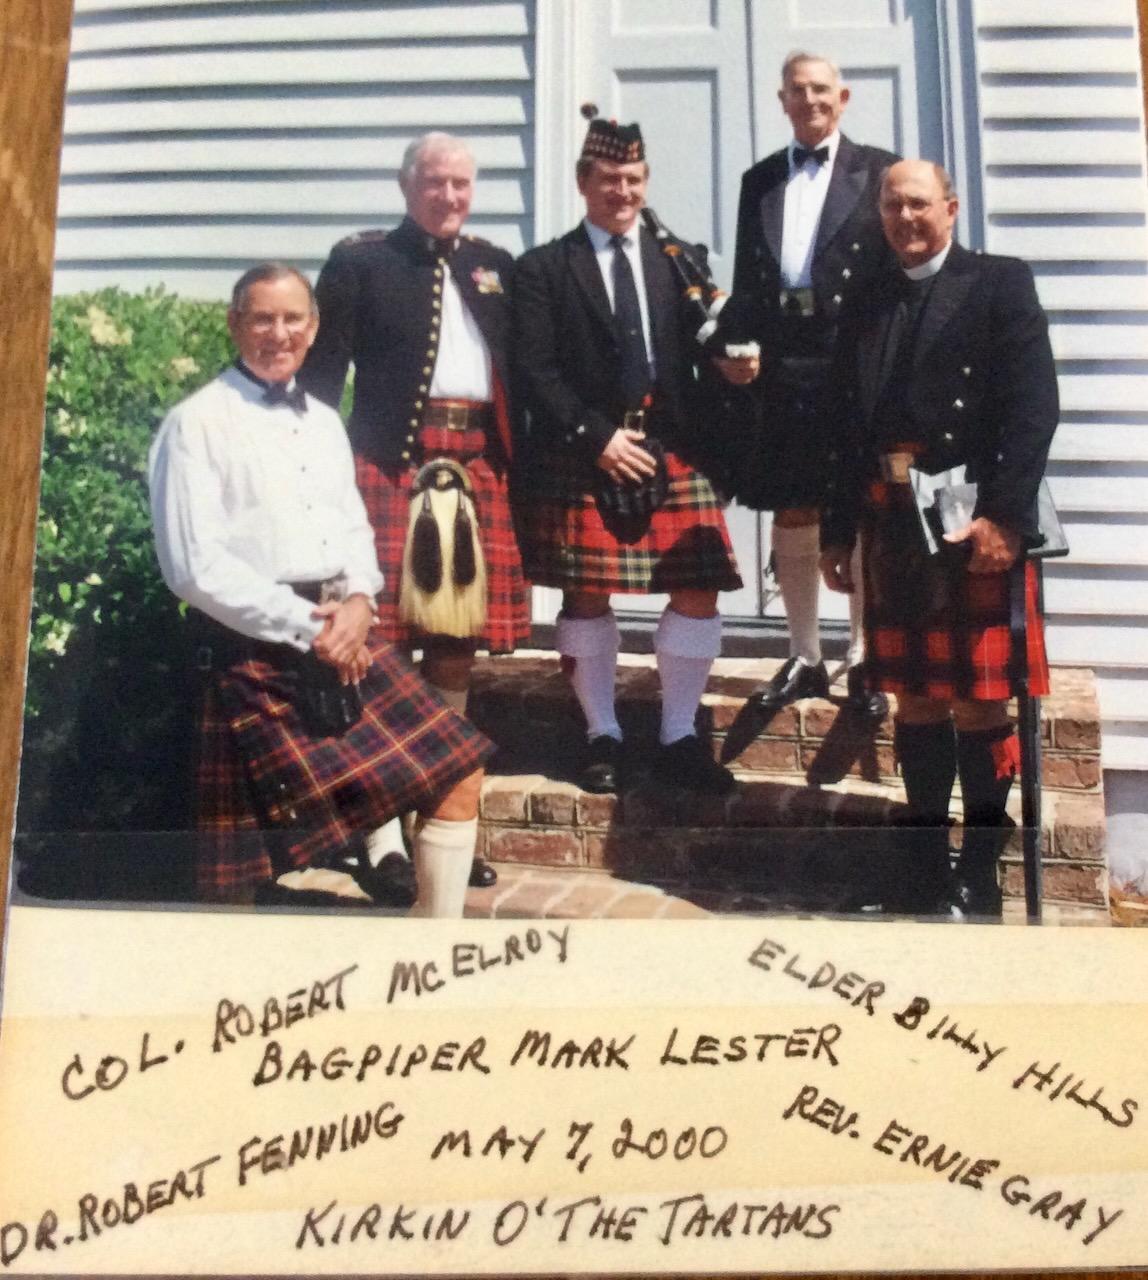 COL. ROBERT MCELROY
ELDER BILLY HILLS
BAGPIPER MARK LESTER
DR. ROBERT FENNING
MAY 7, 2000
REV. ERNIE GRAY
KIRKIN O' THE TARTANS